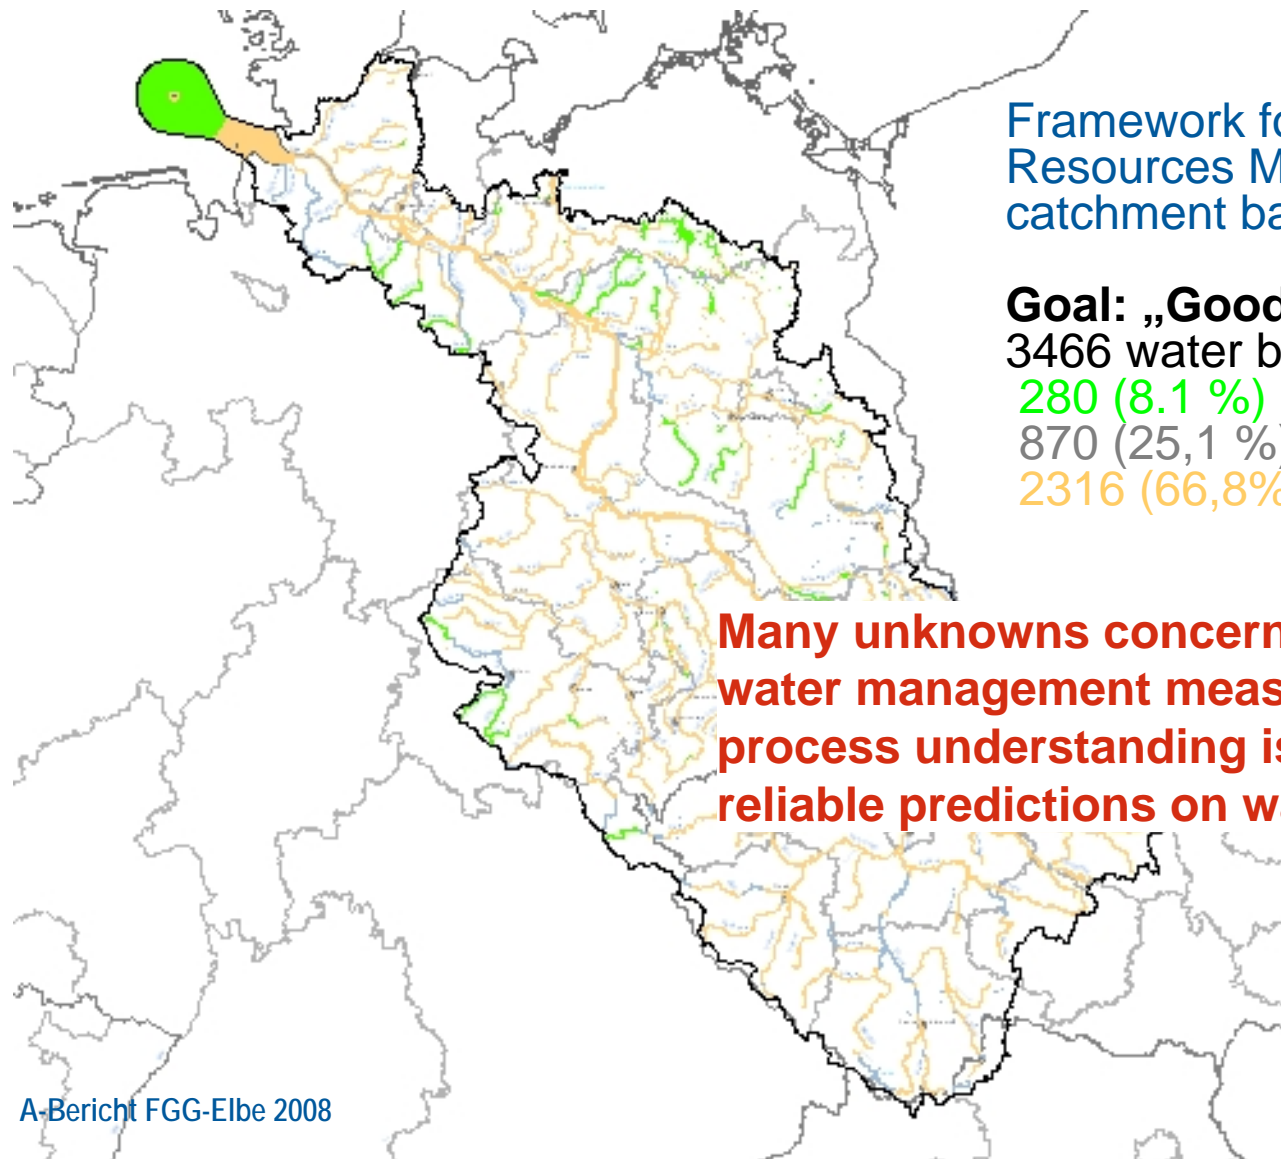 Framework fo
Resources M
catchment ba
Goal: „Good
3466 water b
280 (8.1 %)
870 (25,1 %)
2316 (66,8%
Many unknowns concern
water management meas
process understanding is
reliable predictions on wa
A-Bericht FGG-Elbe 2008